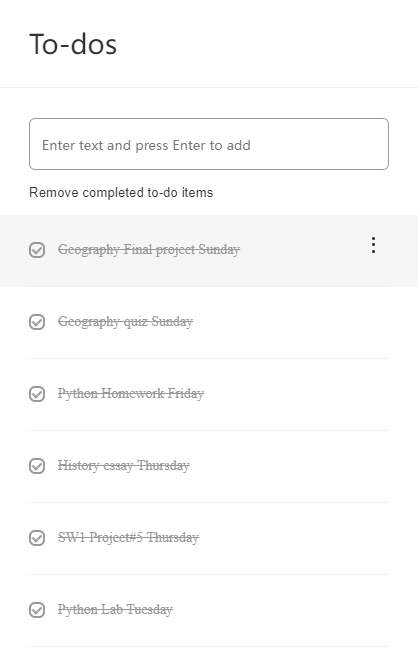 To-dos
Enter text and press Enter to add
Remove completed to-do items
Geography Final project Sunday
Geography quiz Sunday
Python Homework Friday
History essay Thursday
SW1 Project#5 Thursday
Python Lab Tuesday